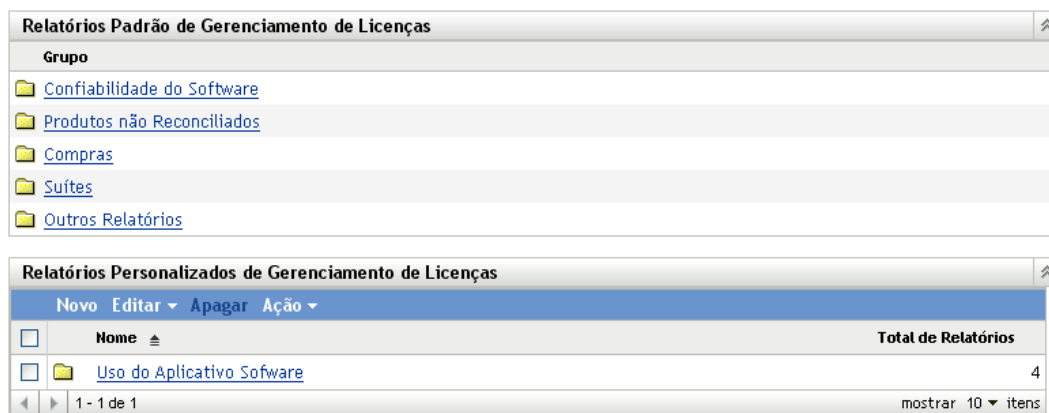 Relatórios Padrão de Gerenciamento de Licenças
Grupo
Confiabilidade do Software
Produtos não Reconciliados
Compras
Suítes
Outros Relatórios
Relatórios Personalizados de Gerenciamento de Licenças
Novo Editar Apagar Ação
Nome Total de Relatórios
Uso do Aplicativo Sofware 4
1 - 1 de 1 mostrar 10 itens